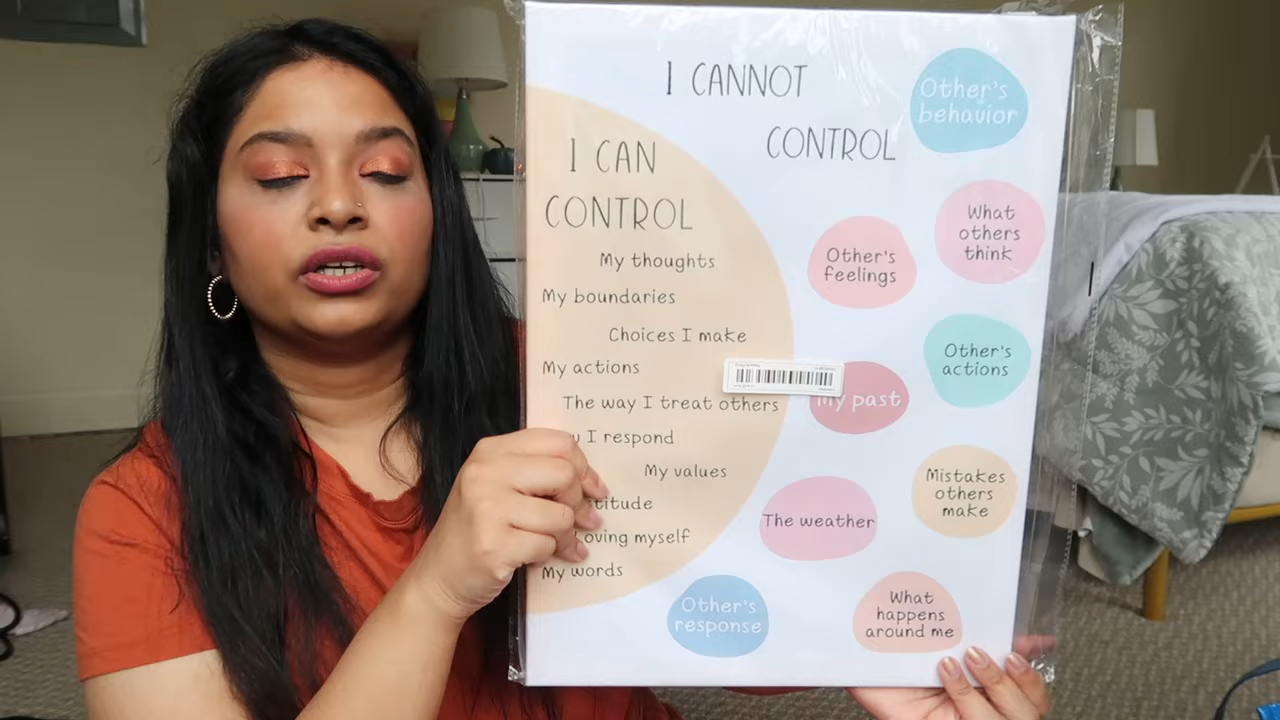 I CANNOT
CONTROL
I CAN
CONTROL
My thoughts
My boundaries
Choices I make
My actions
The way I treat others
I respond
My values
Loving myself
My words
Other's
behavior
What
others
think
Other's
feelings
Other's
actions
My past
Mistakes
others
make
The weather
Other's
response
What
happens
around me